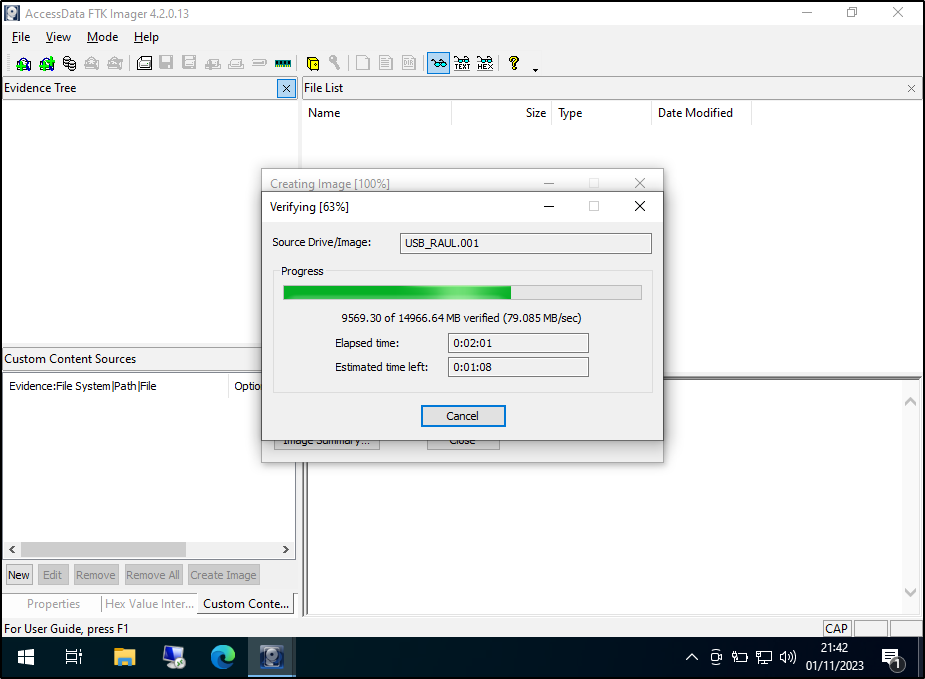 AccessData FTK Imager 4.2.0.13
File View Mode Help
Evidence Tree
File List
Name Size Type Date Modified
Creating Image [100%]
Verifying [63%]
Source Drive/Image: USB_RAUL.001
Progress
9569.30 of 14966.64 MB verified (79.085 MB/sec)
Elapsed time: 0:02:01
Estimated time left: 0:01:08
Cancel
Image Summary... Close
Custom Content Sources
Evidence:File System|Path|File Optio
New Edit Remove Remove All Create Image
Properties Hex Value Inter... Custom Conte...
For User Guide, press F1 CAP
21:42
01/11/2023
1